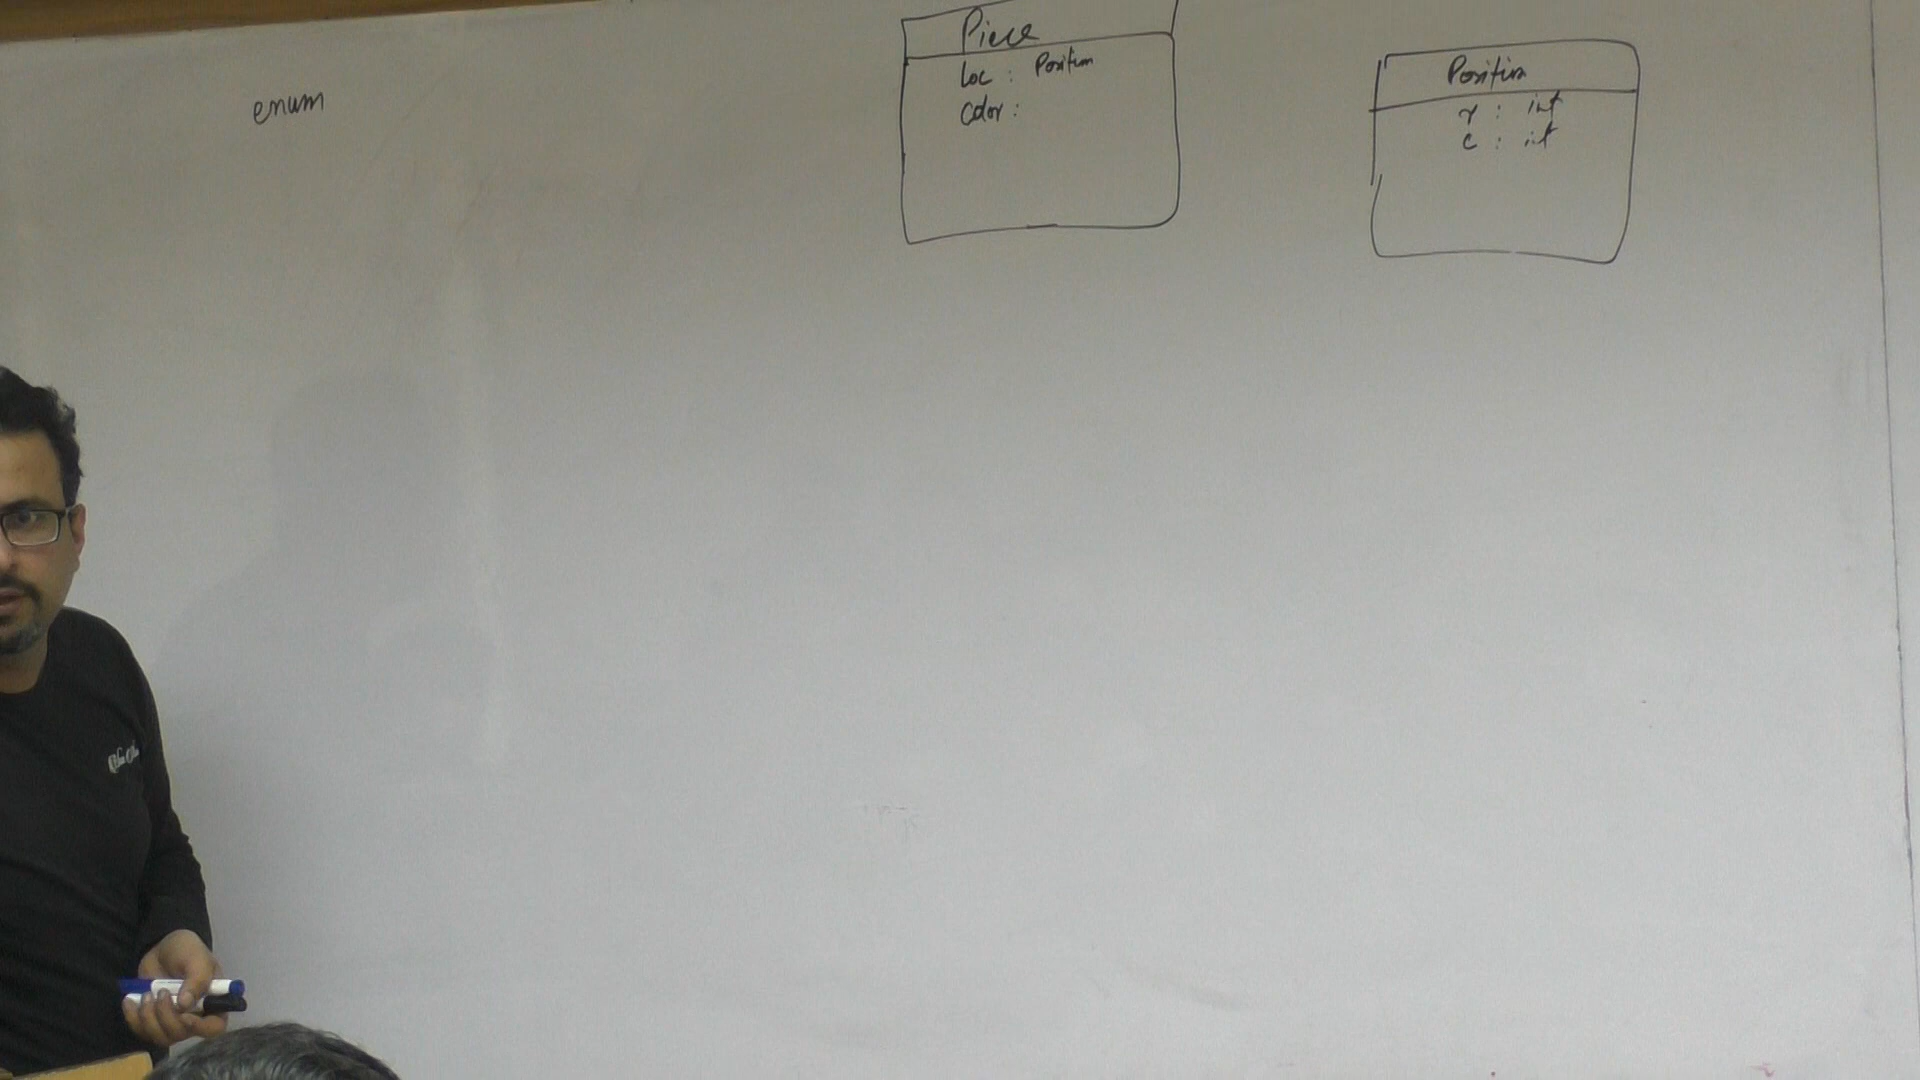 enum
Piece
Loc : Position
Color :
Position
r : int
c : int